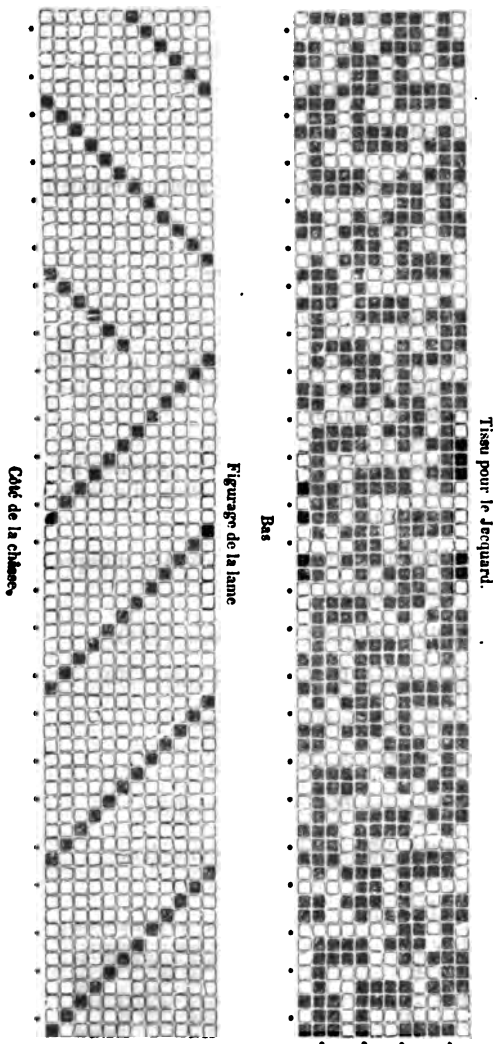 Tissu pour le Jacquard.
Bas
Figurage de la lame
Côté de la châsse.